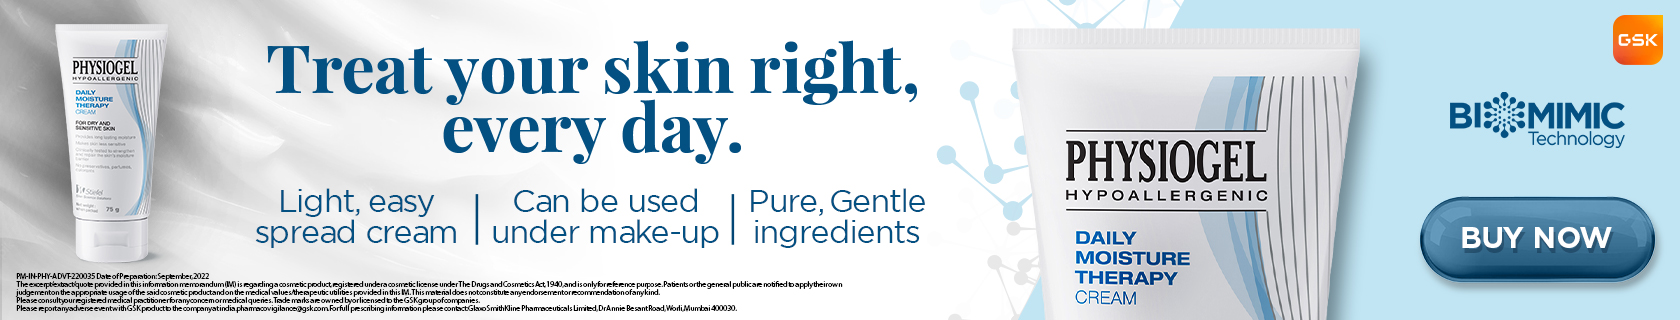 PHYSIOGEL
HYPOALLERGENIC
DAILY
MOISTURE
THERAPY
CREAM
FOR DRY AND
SENSITIVE SKIN
Provides long lasting moisture
Stiefel
75 g
Treat your skin right,
every day.
Light, easy
spread cream
Can be used
under make-up
Pure, Gentle
ingredients
PM-IN-PHY-ADVT-220035 Date of Preparation: September, 2022
The excerpt/extract/quote provided in this information memorandum (IM) is regarding a cosmetic product, registered under a cosmetic license under The Drugs and Cosmetics Act, 1940, and is only for reference purpose. Patients or the general public are notified to apply their own
judgement on the appropriate usage of the said cosmetic product and on the medical values/therapeutic utilities provided in this IM. This material does not constitute any endorsement or recommendation of any kind.
Please consult your registered medical practitioner for any concern or medical queries. Trade marks are owned by or licensed to the GSK group of companies.
Please report any adverse event with GSK product to the company at india.pharmacovigilance@gsk.com. For full prescribing information please contact: GlaxoSmithKline Pharmaceuticals Limited, Dr Annie Besant Road, Worli, Mumbai 400030.
PHYSIOGEL
HYPOALLERGENIC
DAILY
MOISTURE
THERAPY
CREAM
GSK
BIOMIMIC
Technology
BUY NOW